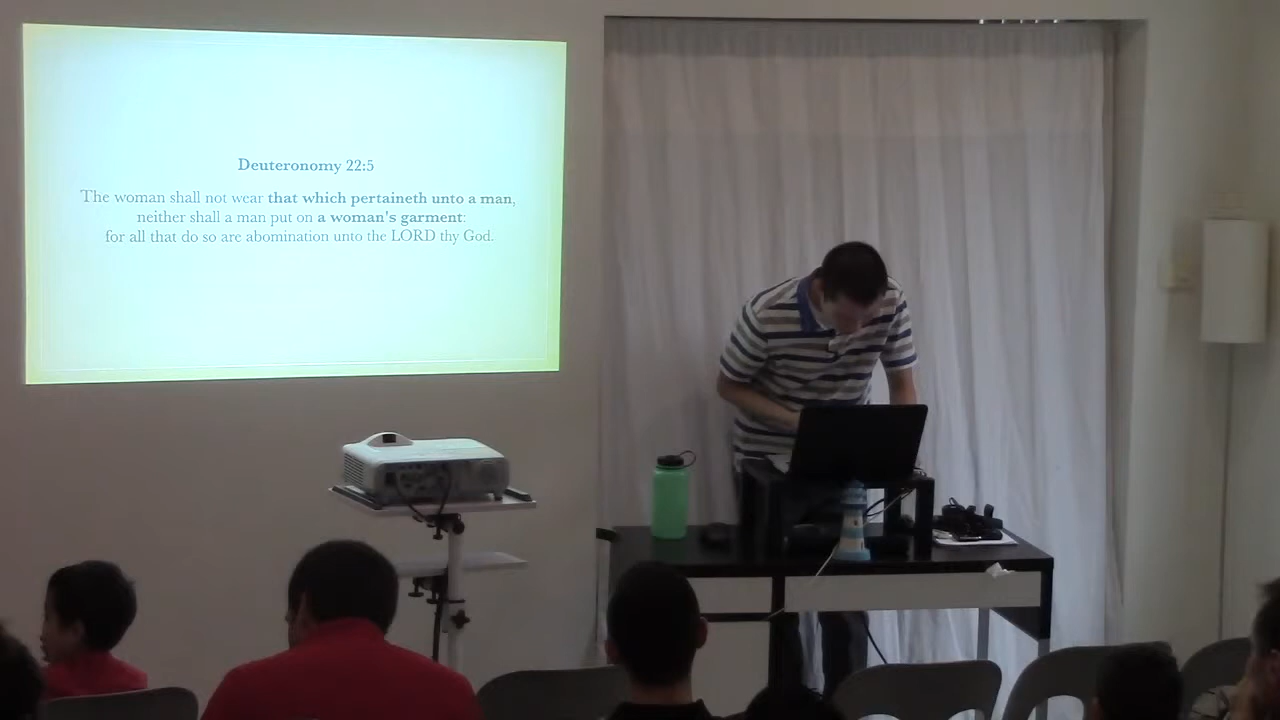 Deuteronomy 22:5
The woman shall not wear that which pertaineth unto a man,
neither shall a man put on a woman's garment:
for all that do so are abomination unto the LORD thy God.